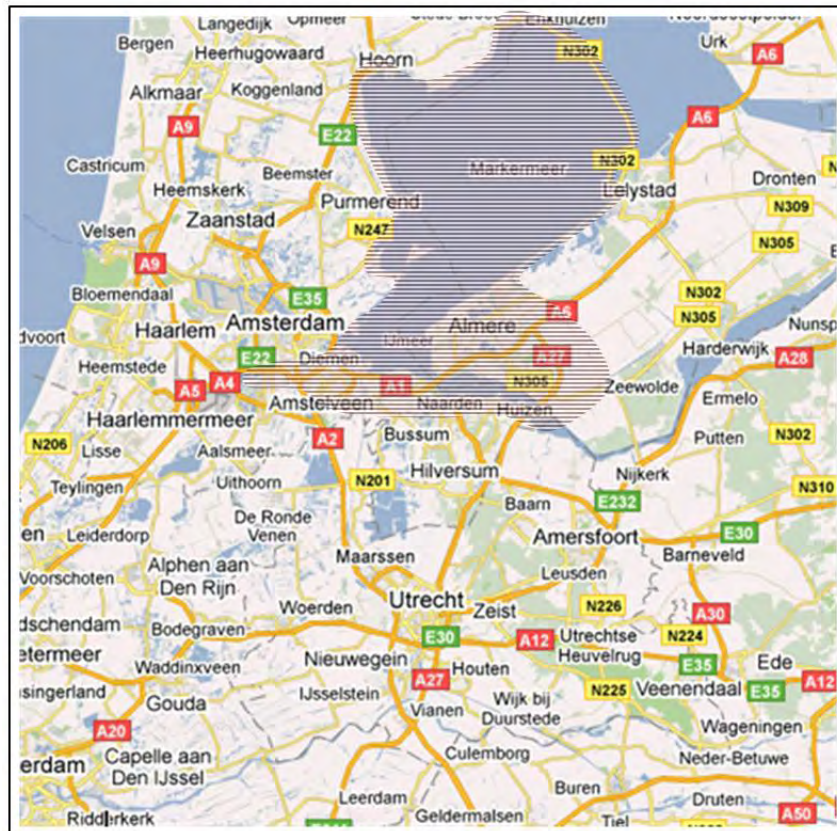 Langedijk
Opmeer
Enkhuizen
Bergen
Heerhugowaard
Hoorn
N302
Urk
A6
Alkmaar
Koggenland
A9
E22
A6
Castricum
Beemster
Markermeer
N302
Dronten
Heemskerk
Purmerend
Lelystad
Velsen
Zaanstad
N247
N309
N305
A9
N302
Bloemendaal
E35
A6
N305
Haarlem
Amsterdam
Almere
Nunsp
IJmeer
Heemstede
E22
Diemen
A27
Harderwijk
A28
A5
A4
A1
N305
Zeewolde
Ermelo
Haarlemmermeer
Amstelveen
Naarden
Huizen
N206
Lisse
A2
Bussum
Putten
N302
Aalsmeer
Teylingen
Uithoorn
N201
Hilversum
Nijkerk
N310
De Ronde
Venen
Baarn
E232
Leiderdorp
Amersfoort
E30
Alphen aan
Den Rijn
Maarssen
Barneveld
Voorschoten
Leusden
Woerden
Utrecht
Zeist
N226
A30
dschendam
Bodegraven
E30
A12
Utrechtse
Heuvelrug
N224
etermeer
Waddinxveen
Nieuwegein
Houten
E35
Ede
A27
Veenendaal
E35
A12
Gouda
IJsselstein
Vianen
Wijk bij
Duurstede
N225
A20
Wageningen
Capelle aan
Den IJssel
Culemborg
Neder-Betuwe
erdam
Leerdam
Buren
Druten
Ridderkerk
Geldermalsen
Tiel
A50